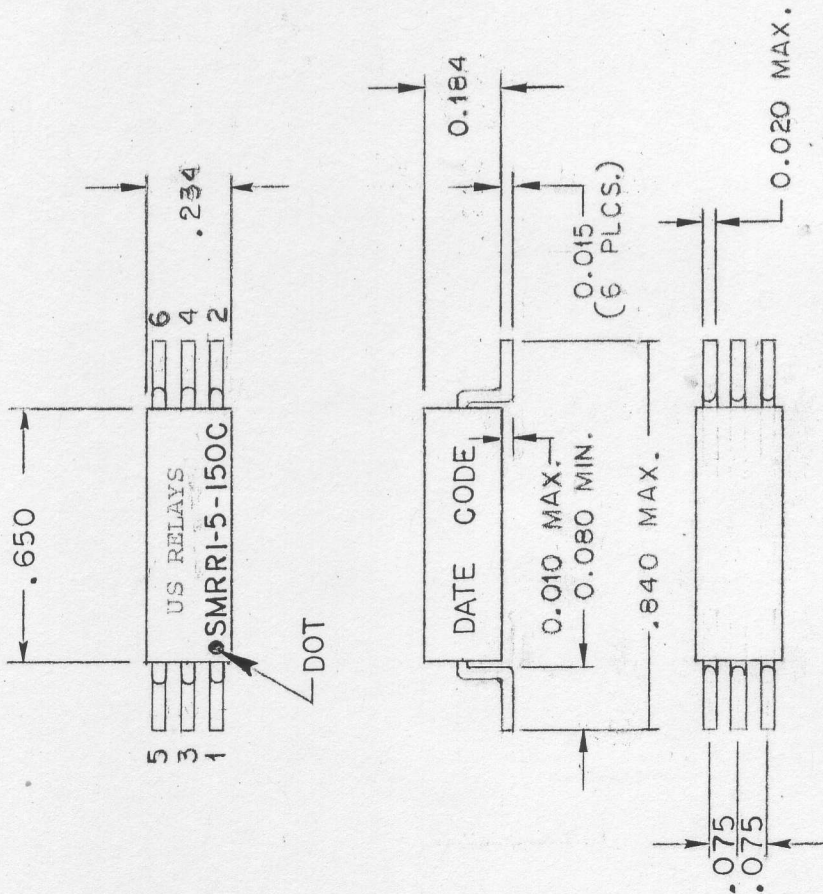 .650
.234
6
4
2
US RELAYS
SMRR1-5-150C
DOT
5
3
1
0.184
0.015
(6 PLCS.)
DATE CODE
0.010 MAX.
0.080 MIN.
.840 MAX.
0.020 MAX.
.075
.075